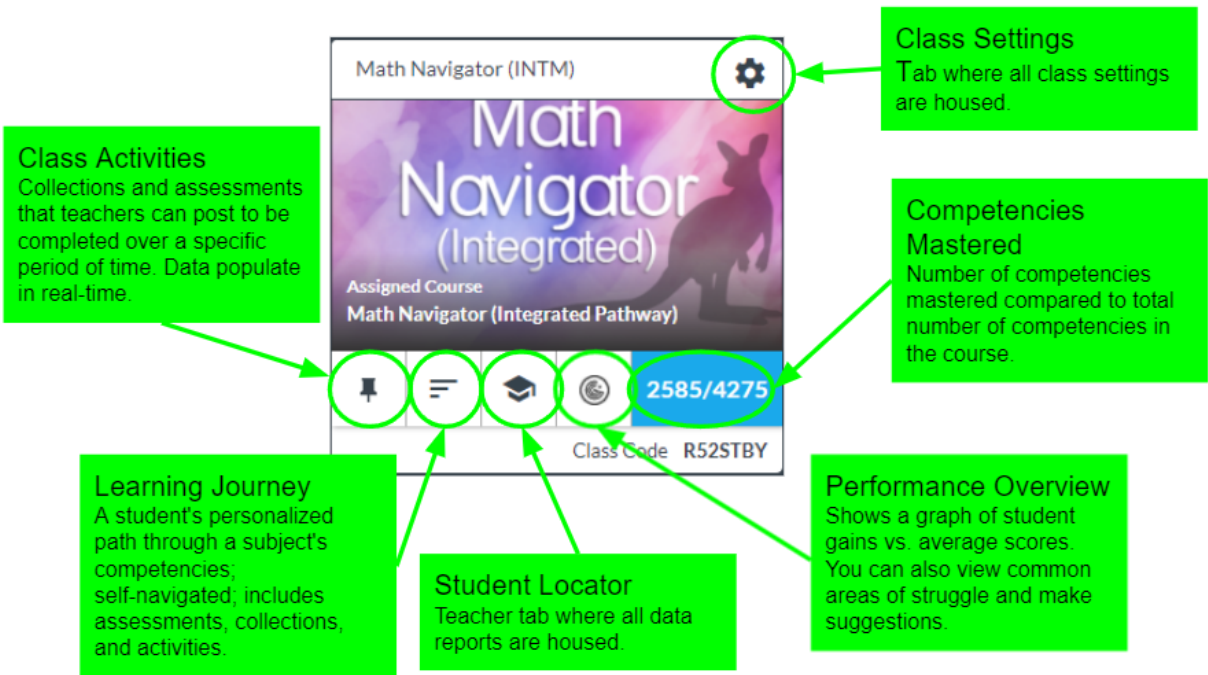 Class Settings
Tab where all class settings
are housed.
Math Navigator (INTM)
Math
Navigator
(Integrated)
Assigned Course
Math Navigator (Integrated Pathway)
Class Activities
Collections and assessments
that teachers can post to be
completed over a specific
period of time. Data populate
in real-time.
Competencies
Mastered
Number of competencies
mastered compared to total
number of competencies in
the course.
2585/4275
Class Code R52STBY
Learning Journey
A student's personalized
path through a subject's
competencies;
self-navigated; includes
assessments, collections,
and activities.
Student Locator
Teacher tab where all data
reports are housed.
Performance Overview
Shows a graph of student
gains vs. average scores.
You can also view common
areas of struggle and make
suggestions.